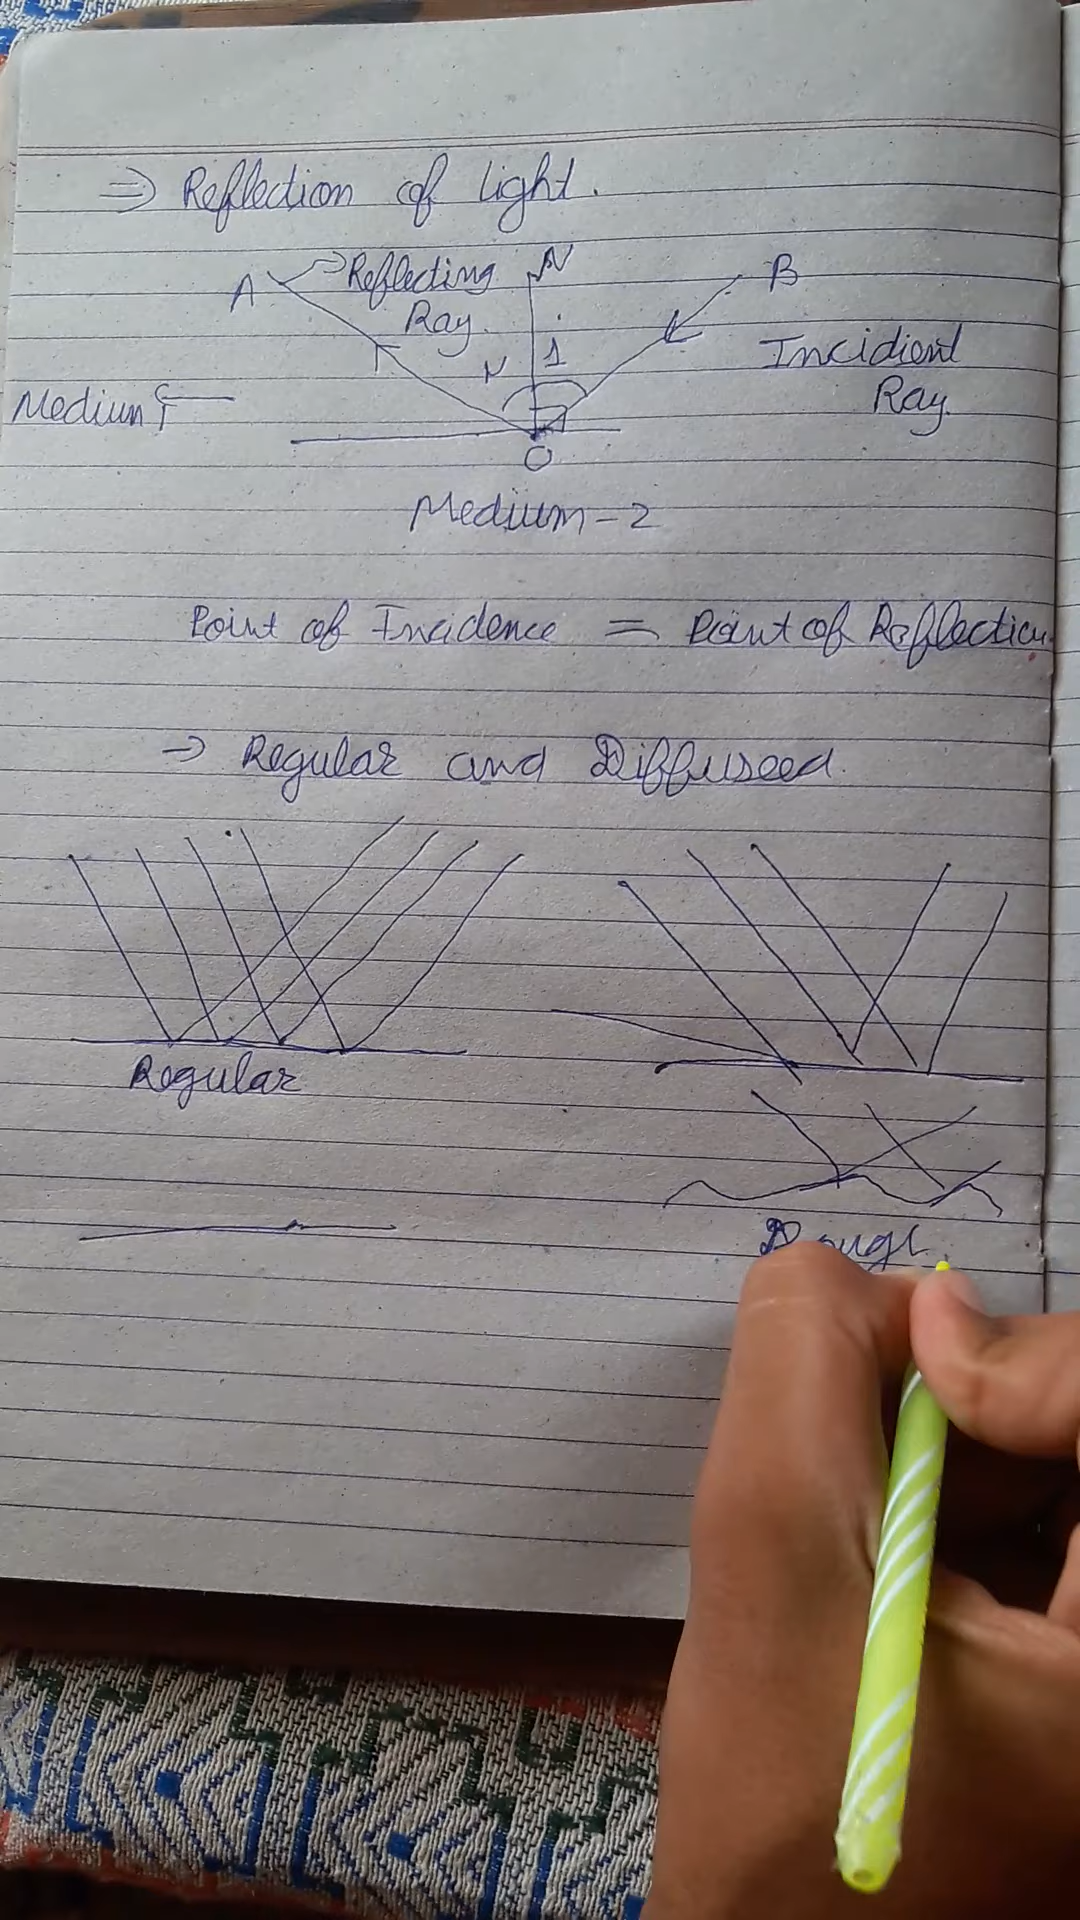 ⇒ Reflection of light.
A → Reflecting N B
Ray.
1 Incidient
Medium Ray.
O
Medium-2
Point of Incidence = Point of Reflection
→ Regular and Diffuseed.
Regular